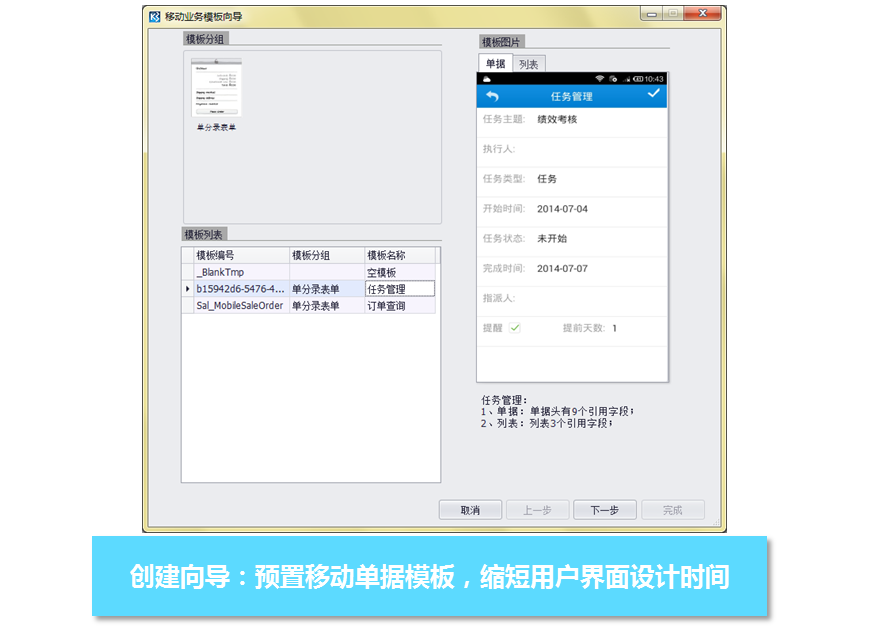 移动业务模板向导
模板分组
单分录表单
模板列表
模板编号 模板分组 模板名称
_BlankTmp 空模板
b15942d6-5476-4... 单分录表单 任务管理
Sal_MobileSaleOrder 单分录表单 订单查询
模板图片
单据 列表
10:43
任务管理
任务主题: 绩效考核
执行人:
任务类型: 任务
开始时间: 2014-07-04
任务状态: 未开始
完成时间: 2014-07-07
指派人:
提醒 提前天数: 1
任务管理:
1、单据: 单据头有9个引用字段;
2、列表: 列表3个引用字段;
取消 上一步 下一步 完成
创建向导：预置移动单据模板，缩短用户界面设计时间